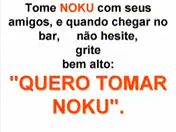 Tome NOKU com seus
amigos, e quando chegar no
bar, não hesite,
grite
bem alto:
"QUERO TOMAR
NOKU".